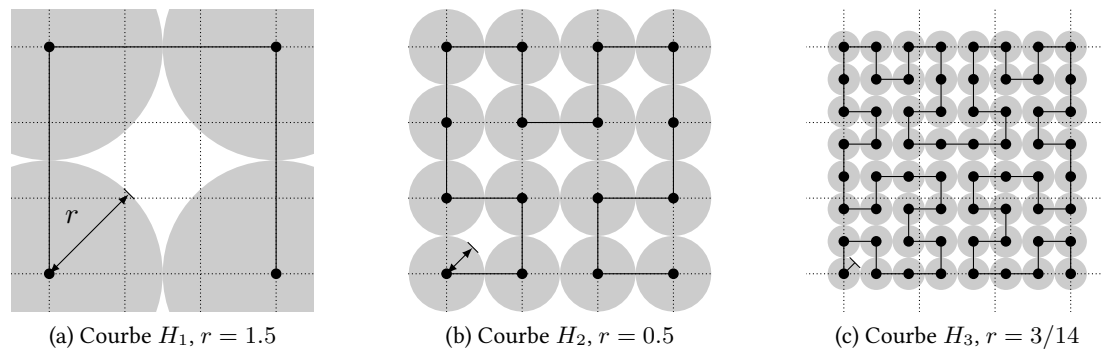 r
(a) Courbe H₁, r = 1.5
(b) Courbe H₂, r = 0.5
(c) Courbe H₃, r = 3/14